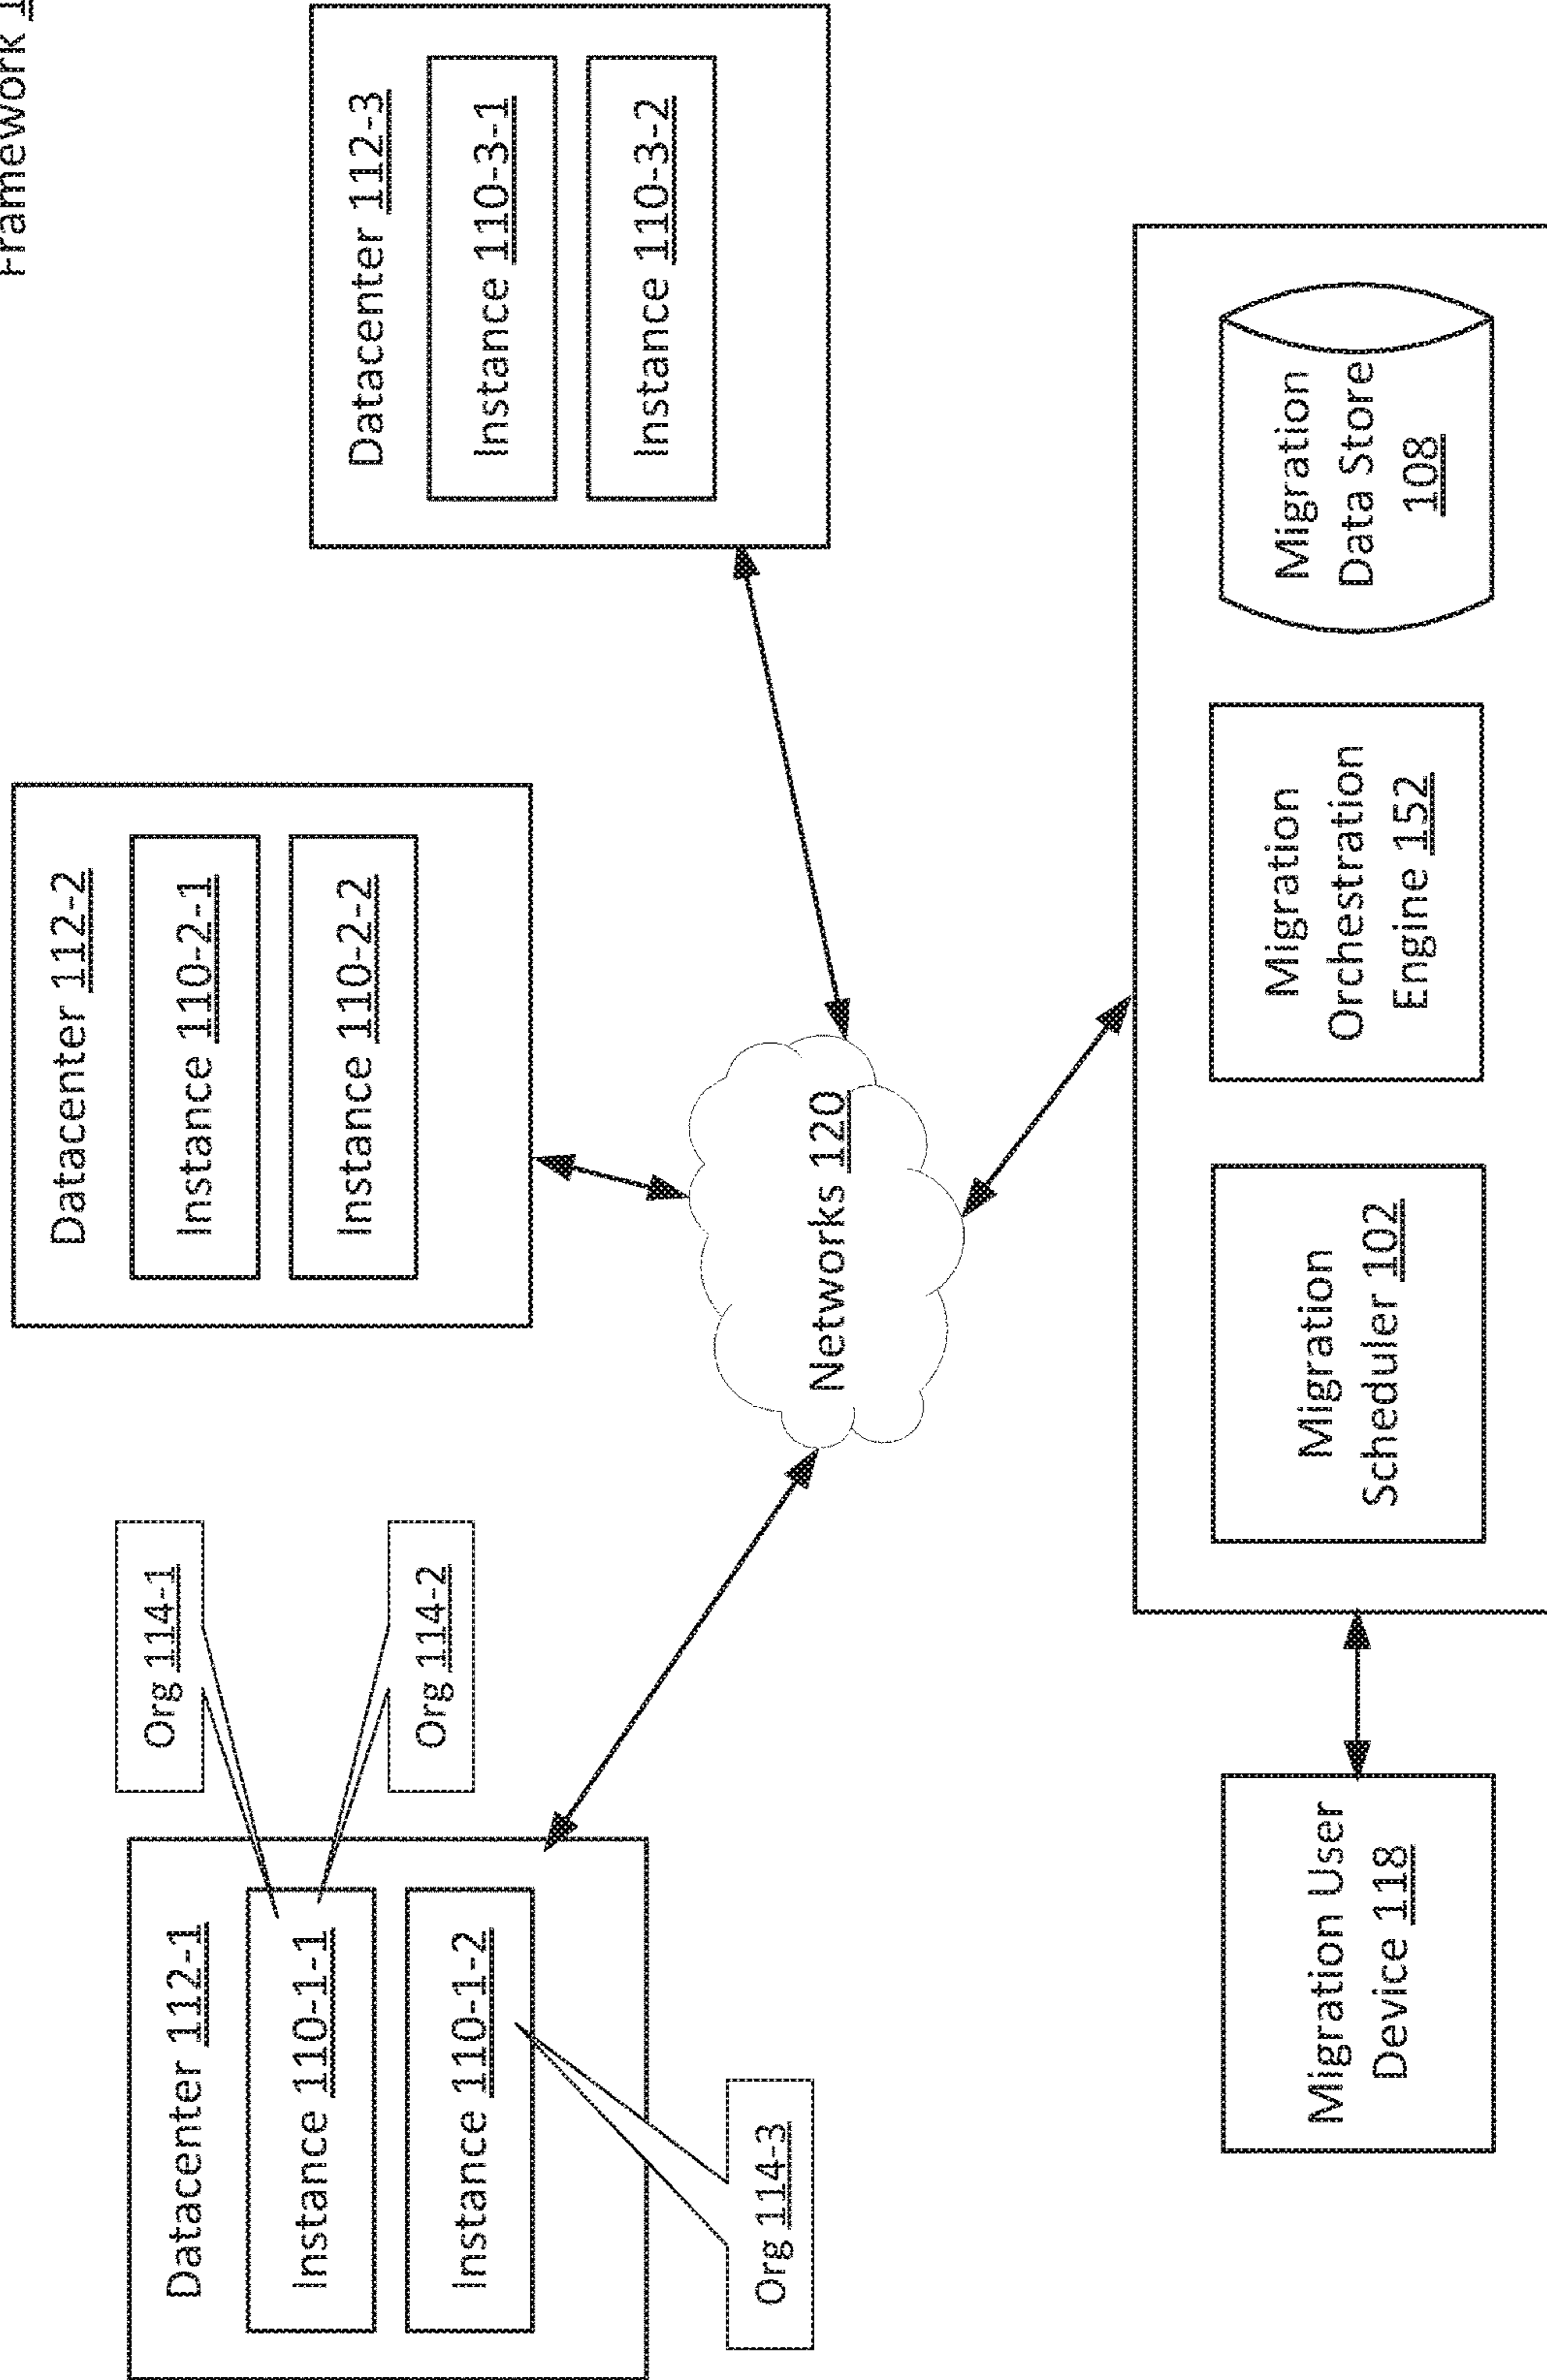 Framework
Datacenter 112-1
Instance 110-1-1
Instance 110-1-2
Org 114-1
Org 114-2
Org 114-3
Datacenter 112-2
Instance 110-2-1
Instance 110-2-2
Datacenter 112-3
Instance 110-3-1
Instance 110-3-2
Networks 120
Migration User
Device 118
Migration
Scheduler 102
Migration
Orchestration
Engine 152
Migration
Data Store
108